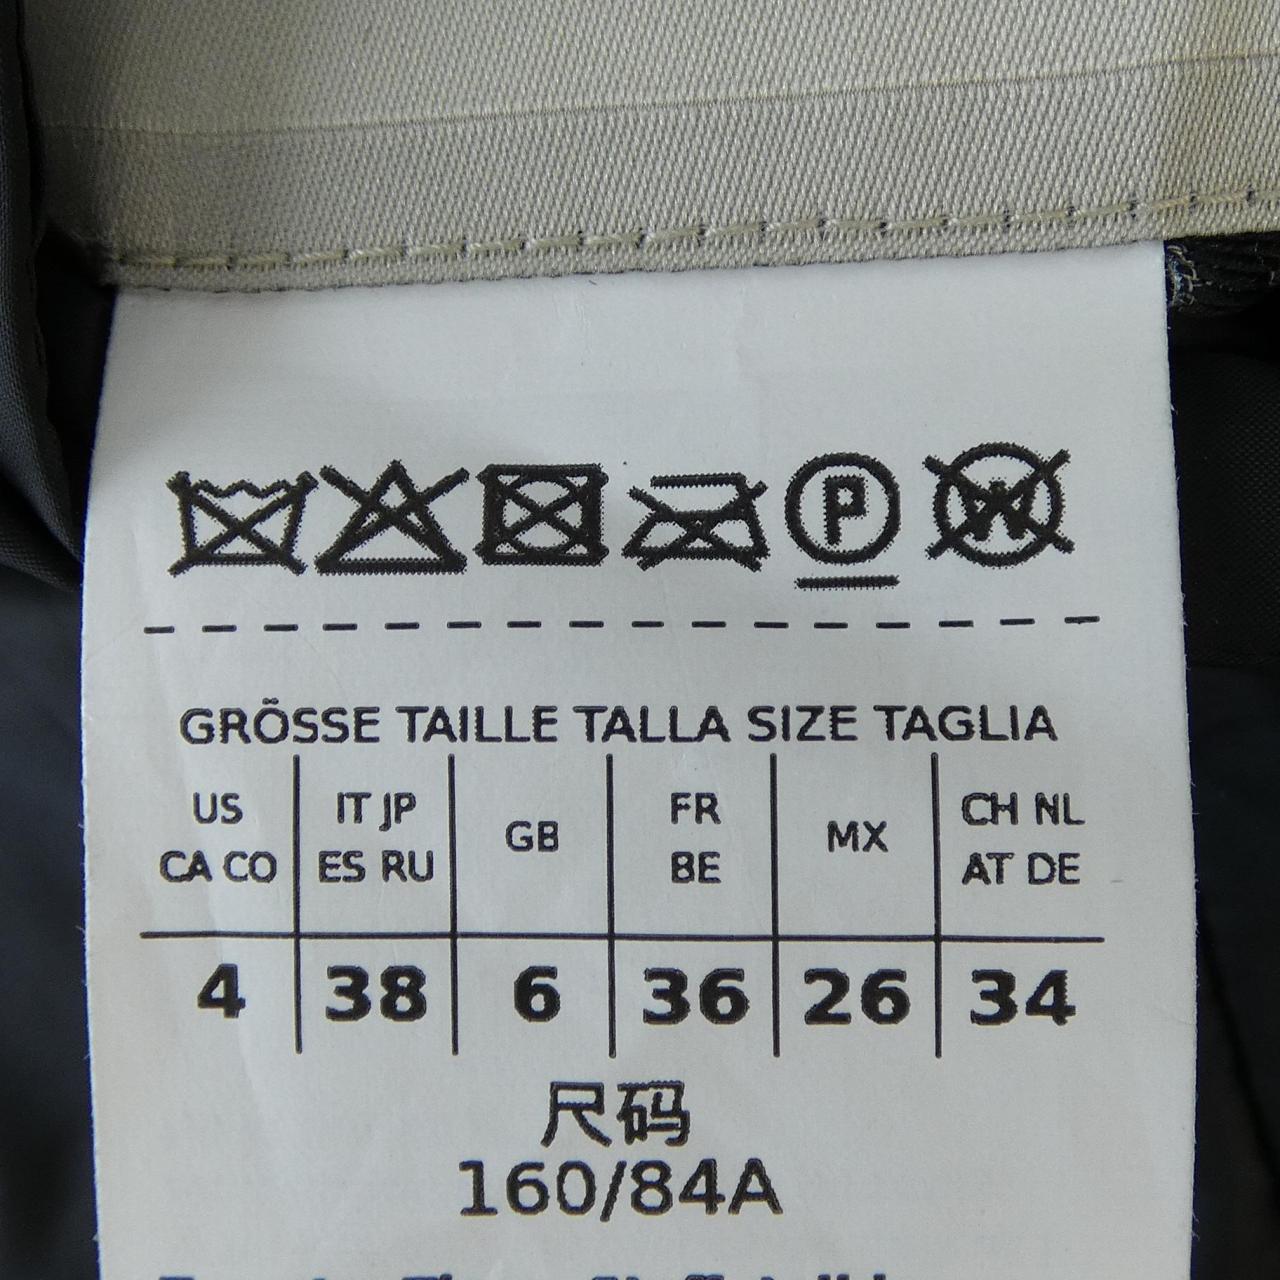 P W
GRÖSSE TAILLE TALLA SIZE TAGLIA
US CA CO | IT JP ES RU | GB | FR BE | MX | CH NL AT DE
4 | 38 | 6 | 36 | 26 | 34
尺码
160/84A